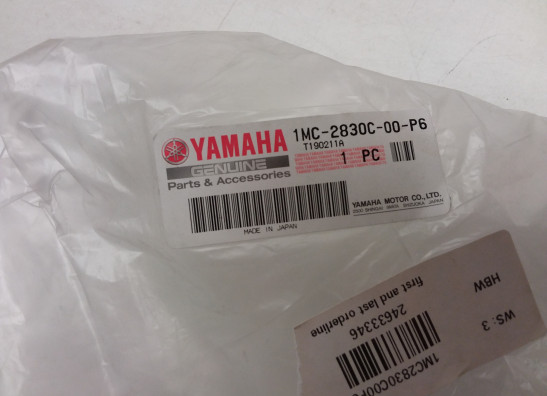 YAMAHA
GENUINE
Parts & Accessories
1MC-2830C-00-P6
T190211A
1 PC
YAMAHA MOTOR CO., LTD.
MADE IN JAPAN
WS: 3
HBW
24633346
first and last orderline